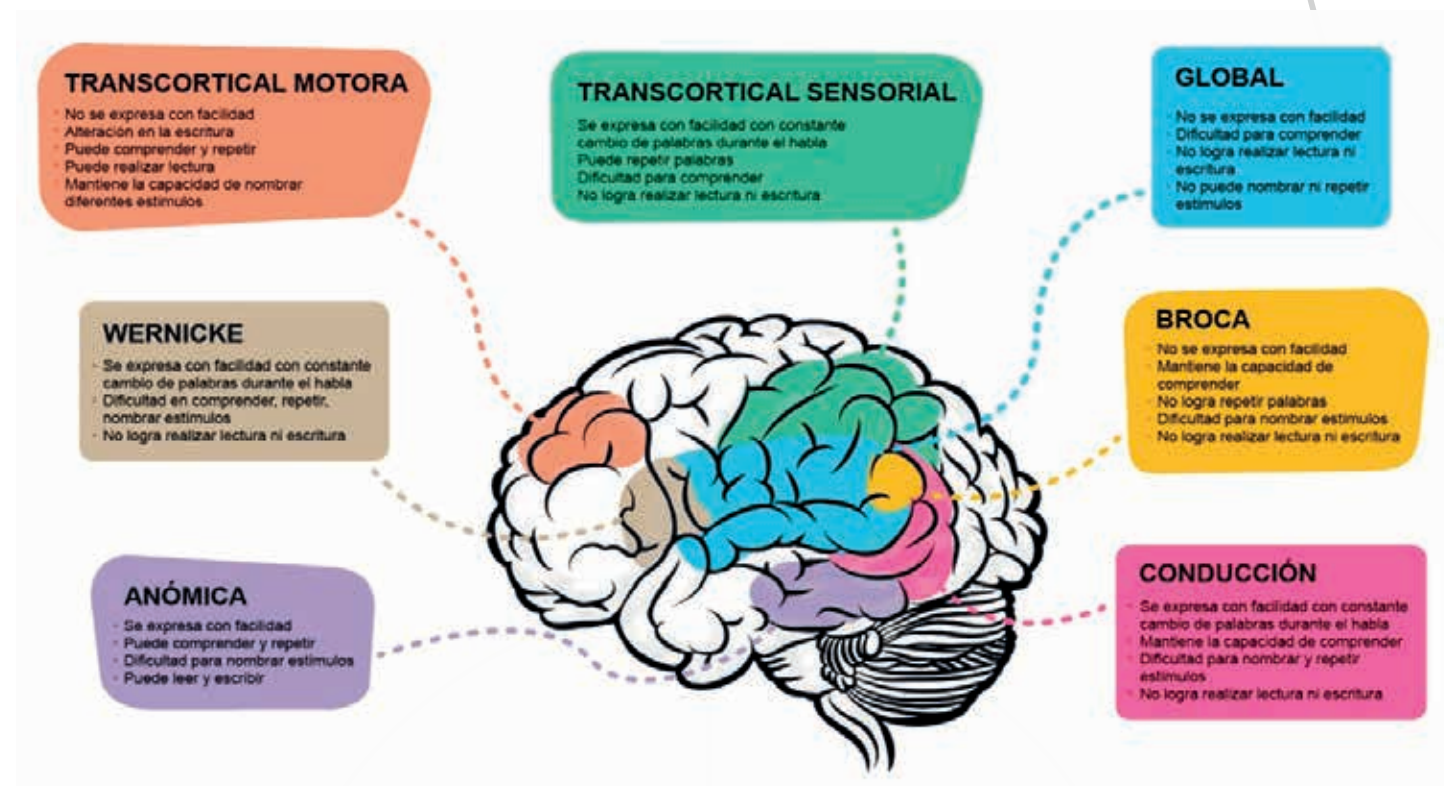 TRANSCORTICAL MOTORA
· No se expresa con facilidad
· Alteración en la escritura
· Puede comprender y repetir
· Puede realizar lectura
· Mantiene la capacidad de nombrar
diferentes estimulos
TRANSCORTICAL SENSORIAL
Se expresa con facilidad con constante
cambio de palabras durante el habla
Puede repetir palabras
Dificultad para comprender
No logra realizar lectura ni escritura
GLOBAL
· No se expresa con facilidad
· Dificultad para comprender
· No logra realizar lectura ni
escritura
· No puede nombrar ni repetir
estimulos
WERNICKE
· Se expresa con facilidad con constante
cambio de palabras durante el habla
· Dificultad en comprender, repetir,
nombrar estimulos
· No logra realizar lectura ni escritura
BROCA
· No se expresa con facilidad
· Mantiene la capacidad de
comprender
· No logra repetir palabras
· Dificultad para nombrar estimulos
· No logra realizar lectura ni escritura
ANÓMICA
· Se expresa con facilidad
· Puede comprender y repetir
· Dificultad para nombrar estimulos
· Puede leer y escribir
CONDUCCIÓN
· Se expresa con facilidad con constante
cambio de palabras durante el habla
· Mantiene la capacidad de comprender
· Dificultad para nombrar y repetir
estimulos
· No logra realizar lectura ni escritura